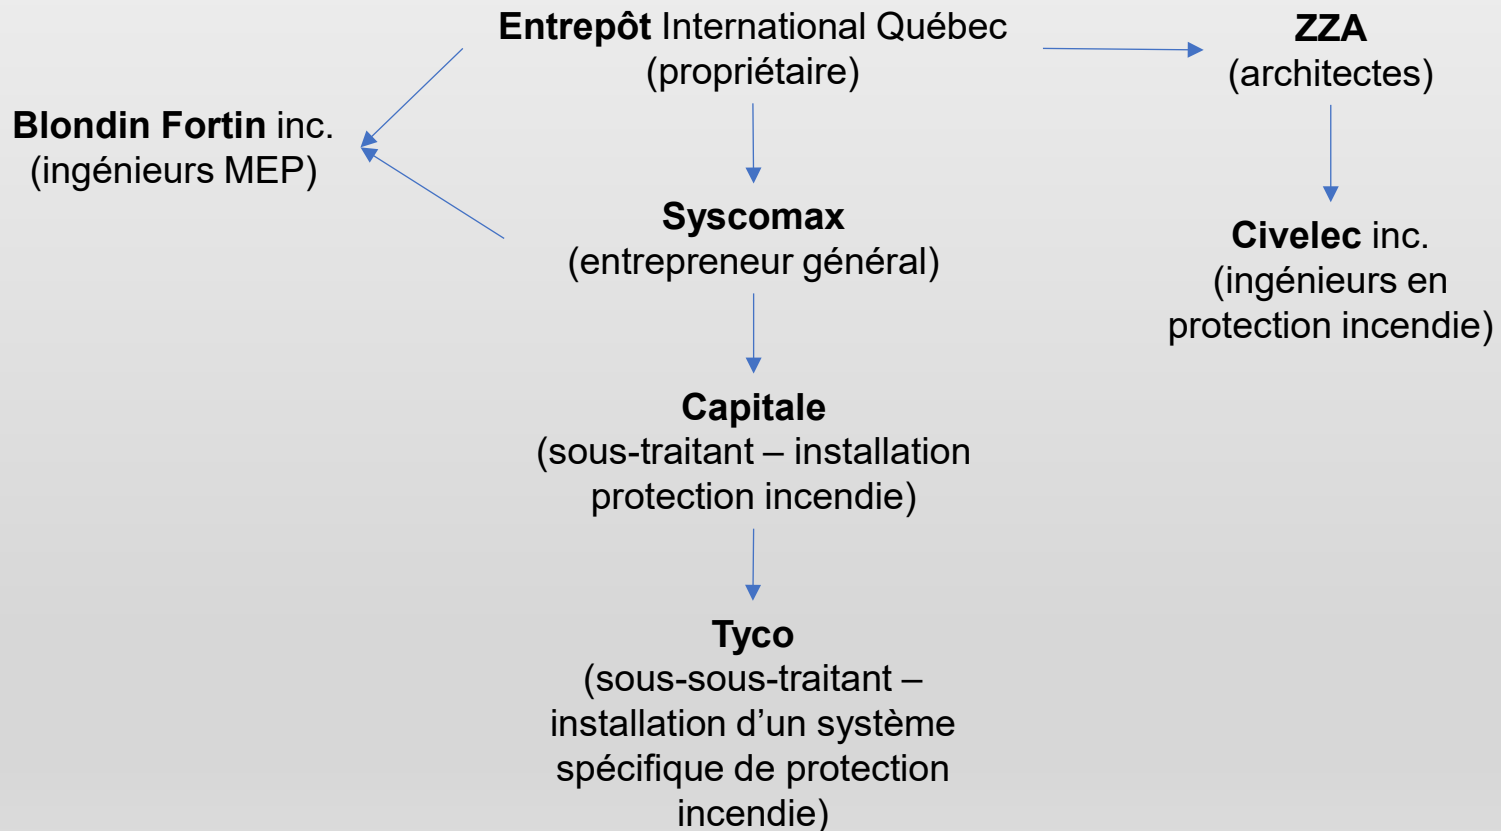 Entrepôt International Québec
(propriétaire)
ZZA
(architectes)
Blondin Fortin inc.
(ingénieurs MEP)
Syscomax
(entrepreneur général)
Civelec inc.
(ingénieurs en
protection incendie)
Capitale
(sous-traitant – installation
protection incendie)
Tyco
(sous-sous-traitant –
installation d’un système
spécifique de protection
incendie)